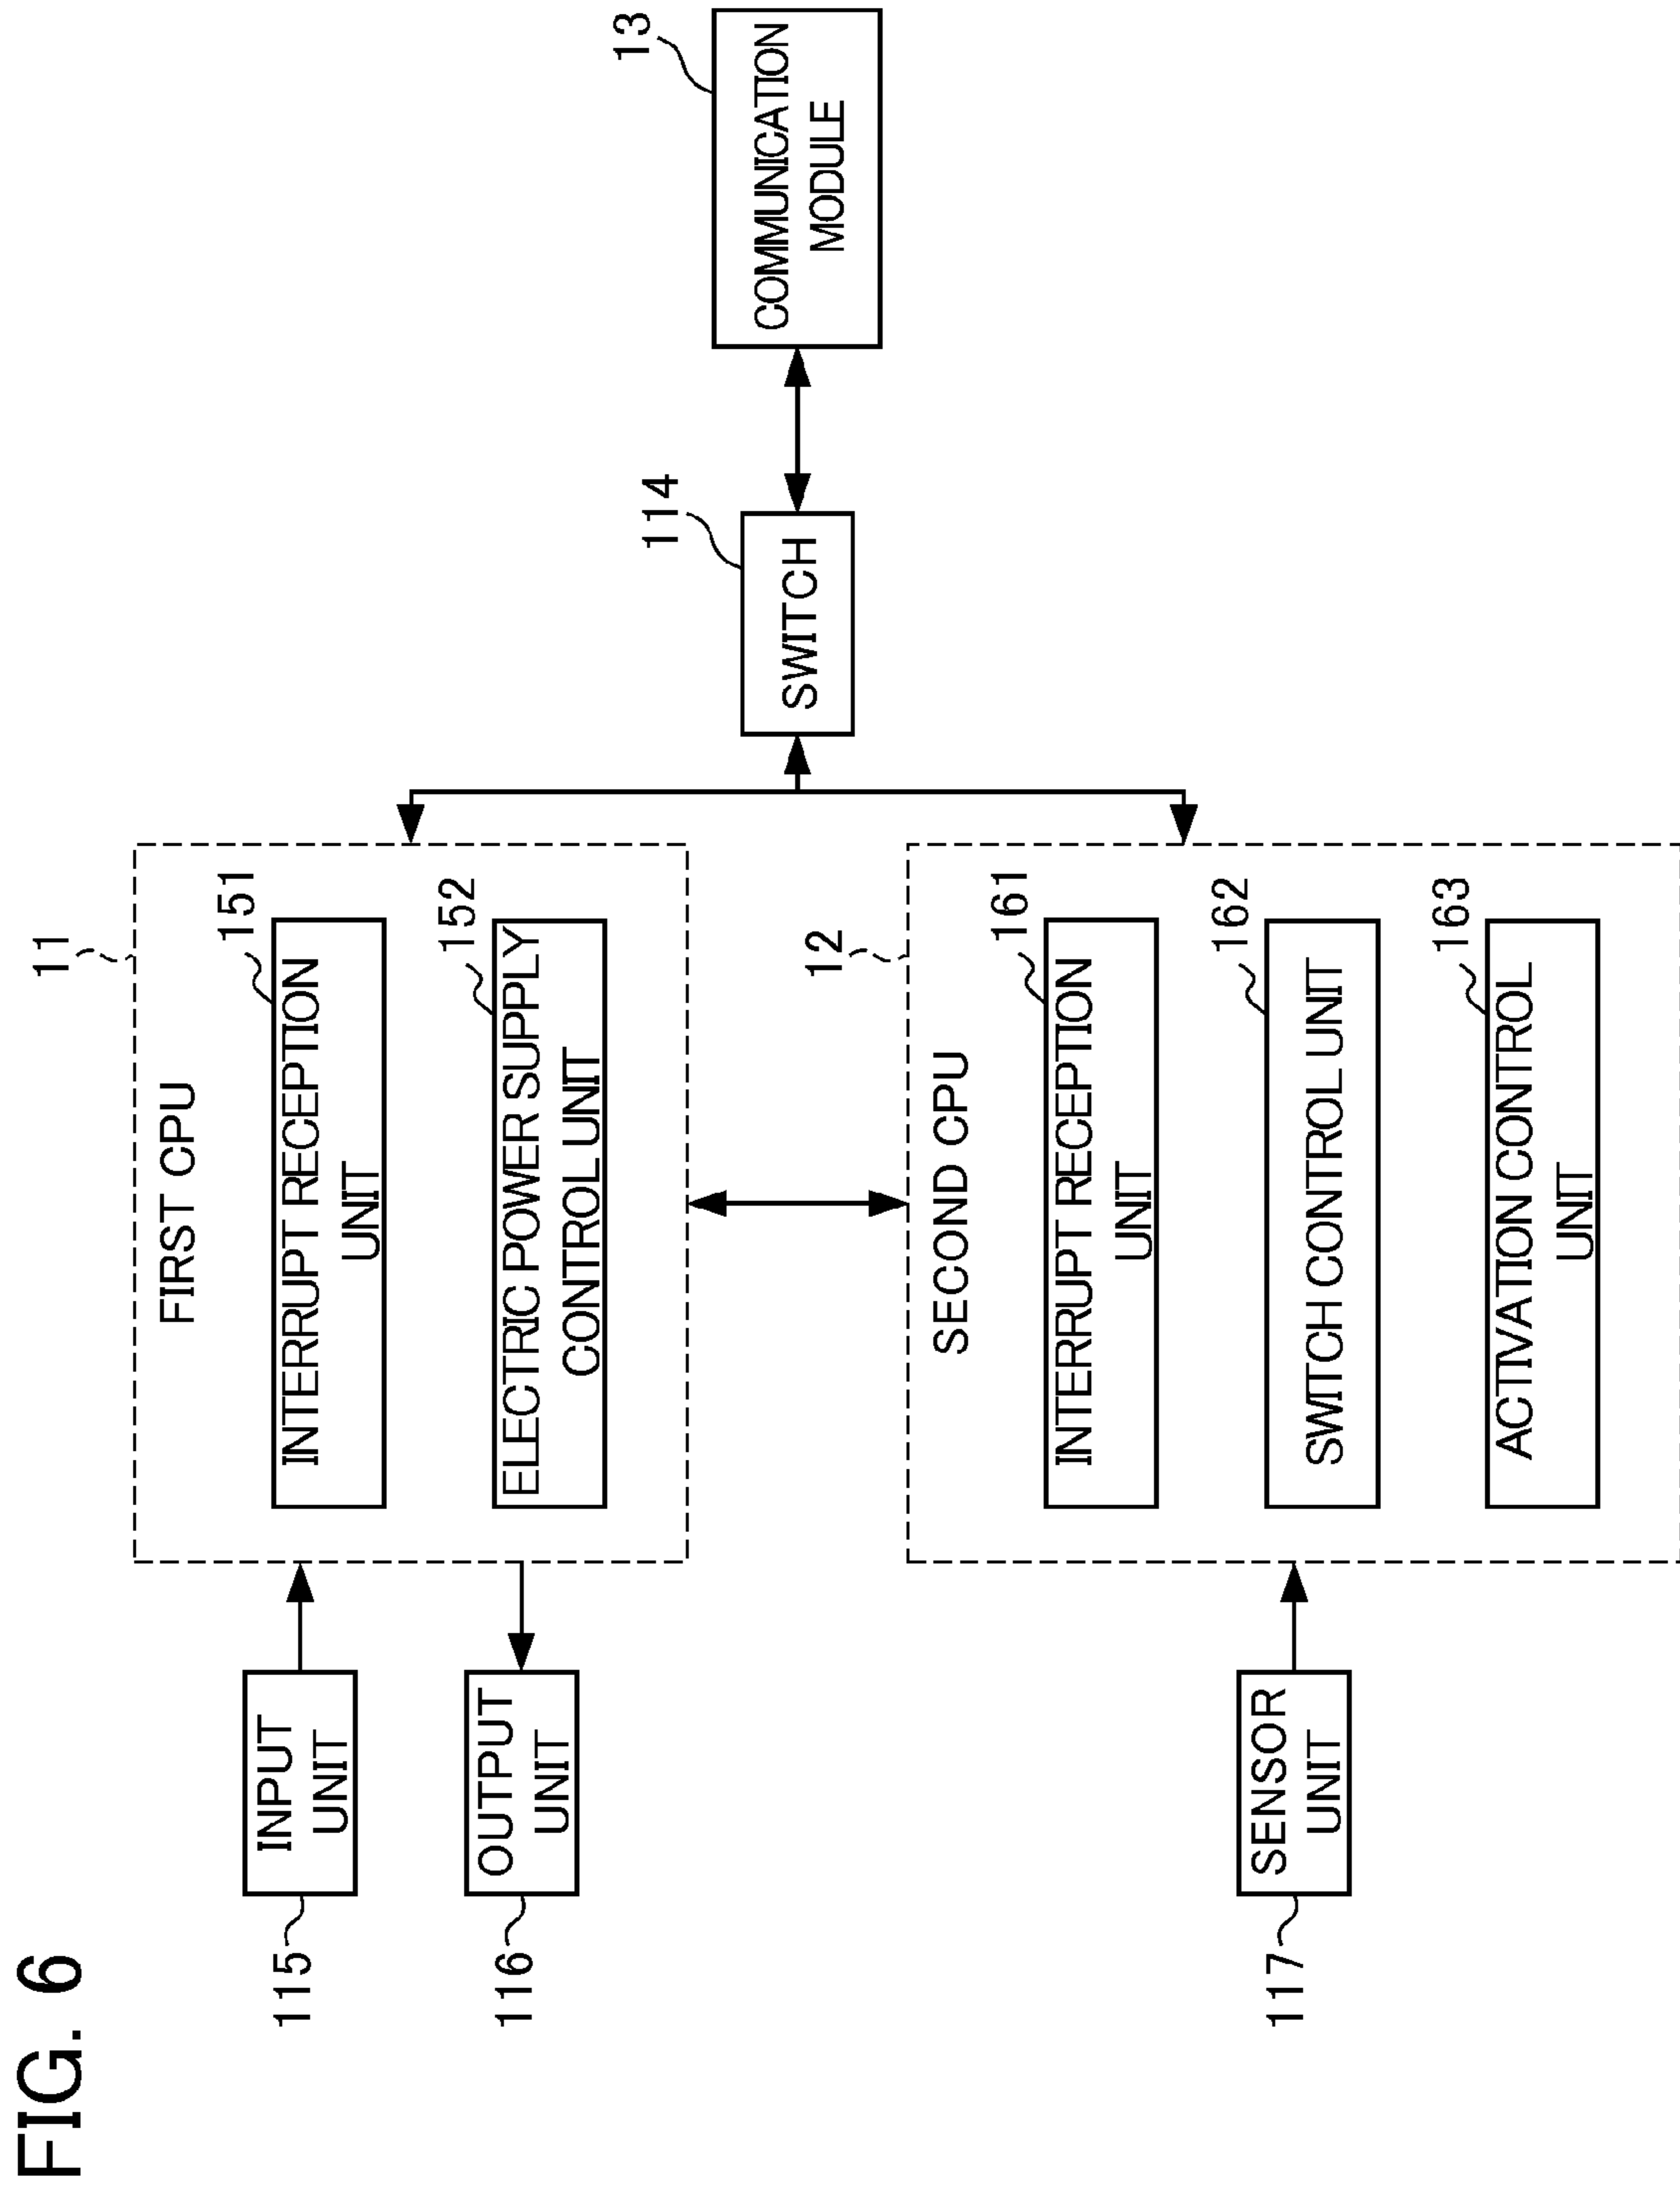 FIG. 6
11
FIRST CPU
151
INTERRUPT RECEPTION
UNIT
152
ELECTRIC POWER SUPPLY
CONTROL UNIT
115
INPUT
UNIT
116
OUTPUT
UNIT
12
SECOND CPU
161
INTERRUPT RECEPTION
UNIT
162
SWITCH CONTROL UNIT
163
ACTIVATION CONTROL
UNIT
117
SENSOR
UNIT
114
SWITCH
13
COMMUNICATION
MODULE